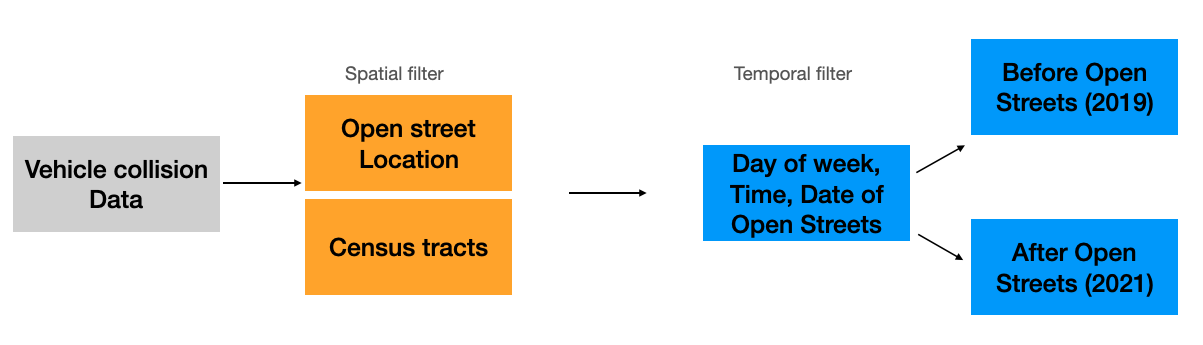 Vehicle collision
Data
Spatial filter
Open street
Location
Census tracts
Temporal filter
Day of week,
Time, Date of
Open Streets
Before Open
Streets (2019)
After Open
Streets (2021)